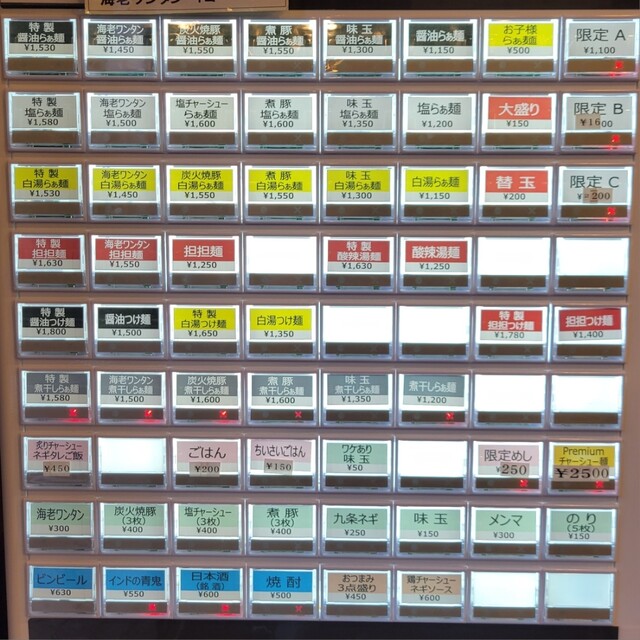 特製
醤油らぁ麺
¥1,530
海老ワンタン
醤油らぁ麺
¥1,450
炭火焼豚
醤油らぁ麺
¥1,550
煮豚
醤油らぁ麺
¥1,550
味玉
醤油らぁ麺
¥1,300
醤油らぁ麺
¥1,150
お子様
らぁ麺
¥500
限定A
¥1,100
特製
塩らぁ麺
¥1,580
海老ワンタン
塩らぁ麺
¥1,500
塩チャーシュー
らぁ麺
¥1,600
煮豚
塩らぁ麺
¥1,600
味玉
塩らぁ麺
¥1,350
塩らぁ麺
¥1,200
大盛り
¥150
限定B
¥1600
特製
白湯らぁ麺
¥1,530
海老ワンタン
白湯らぁ麺
¥1,450
炭火焼豚
白湯らぁ麺
¥1,550
煮豚
白湯らぁ麺
¥1,550
味玉
白湯らぁ麺
¥1,300
白湯らぁ麺
¥1,150
替玉
¥200
限定C
特製
担担麺
¥1,630
海老ワンタン
担担麺
¥1,550
担担麺
¥1,250
特製
酸辣湯麺
¥1,630
酸辣湯麺
¥1,250
特製
醤油つけ麺
¥1,800
醤油つけ麺
¥1,500
特製
白湯つけ麺
¥1,650
白湯つけ麺
¥1,350
特製
担担つけ麺
¥1,780
担担つけ麺
¥1,400
特製
煮干しらぁ麺
¥1,580
海老ワンタン
煮干しらぁ麺
¥1,500
炭火焼豚
煮干しらぁ麺
¥1,600
煮豚
煮干しらぁ麺
¥1,600
味玉
煮干しらぁ麺
¥1,350
煮干しらぁ麺
¥1,200
炙りチャーシュー
ネギタレご飯
¥450
ごはん
¥200
ちいさいごはん
¥150
ワケあり
味玉
¥50
限定めし
¥250
Premium
チャーシュー麺
¥2500
海老ワンタン
¥300
炭火焼豚
(3枚)
¥400
塩チャーシュー
(3枚)
¥400
煮豚
(3枚)
¥400
九条ネギ
¥250
味玉
¥150
メンマ
¥300
のり
(5枚)
¥150
ビンビール
¥630
インドの青鬼
¥550
日本酒
(銘酒)
¥600
焼酎
¥500
おつまみ
3点盛り
¥450
鶏チャーシュー
ネギソース
¥600